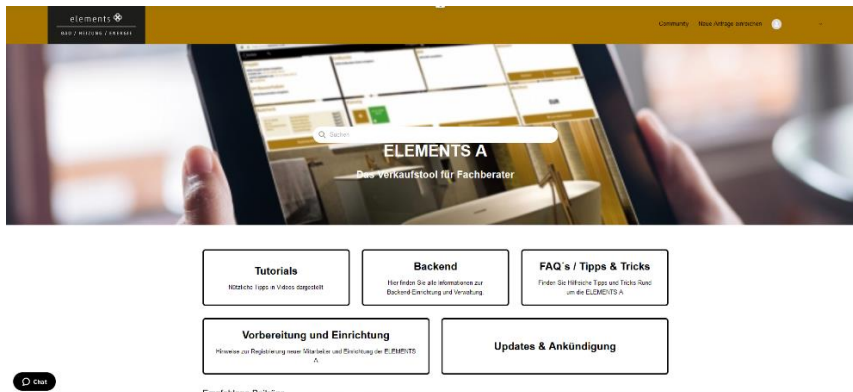 elements
BAD / HEIZUNG / ENERGIE
Community
Neue Anfrage einreichen
Suchen
ELEMENTS A
Das Verkaufstool für Fachberater
Tutorials
Nützliche Tipps in Videos dargestellt
Backend
Hier finden Sie alle Informationen zur
Backend-Einrichtung und Verwaltung.
FAQ´s / Tipps & Tricks
Finden Sie Hilfreiche Tipps und Tricks Rund
um die ELEMENTS A
Vorbereitung und Einrichtung
Hinweise zur Registrierung neuer Mitarbeiter und Einrichtung der ELEMENTS
A
Updates & Ankündigung
Chat